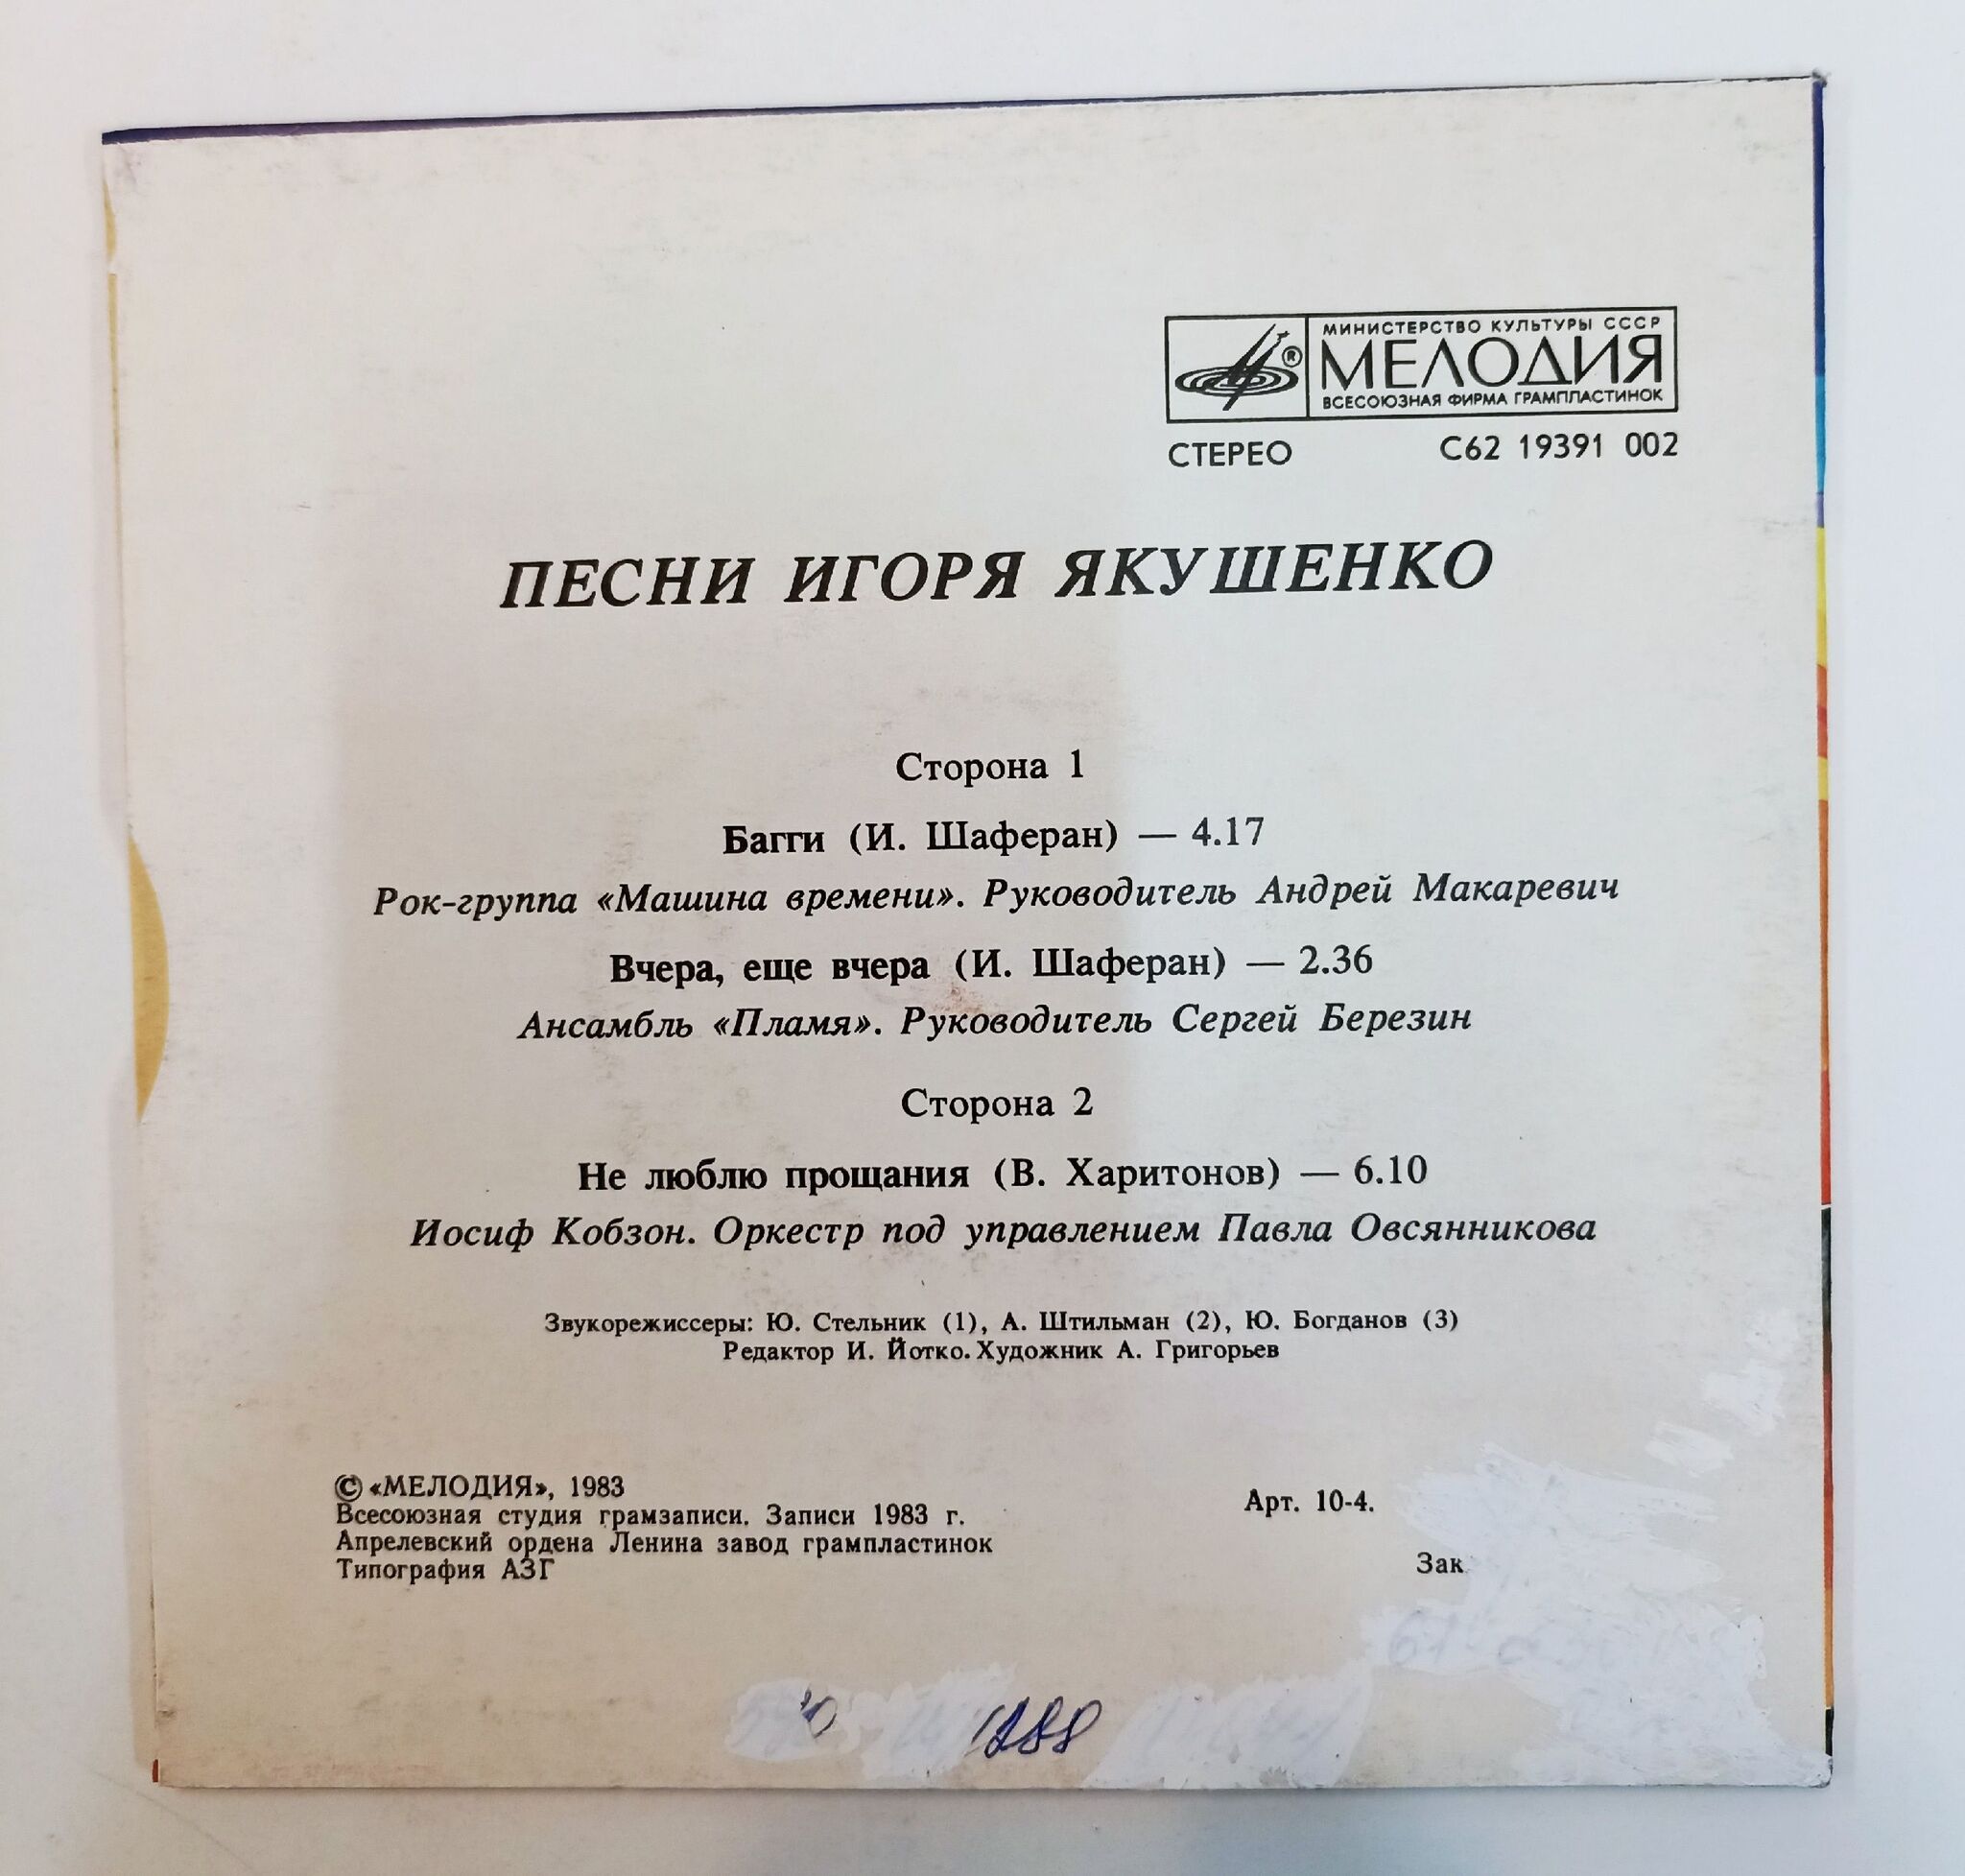 МИНИСТЕРСТВО КУЛЬТУРЫ СССР
МЕЛОДИЯ
ВСЕСОЮЗНАЯ ФИРМА ГРАМПЛАСТИНОК
СТЕРЕО С62 19391 002
ПЕСНИ ИГОРЯ ЯКУШЕНКО
Сторона 1
Багги (И. Шаферан) — 4.17
Рок-группа «Машина времени». Руководитель Андрей Макаревич
Вчера, еще вчера (И. Шаферан) — 2.36
Ансамбль «Пламя». Руководитель Сергей Березин
Сторона 2
Не люблю прощания (В. Харитонов) — 6.10
Иосиф Кобзон. Оркестр под управлением Павла Овсянникова
Звукорежиссеры: Ю. Стельник (1), А. Штильман (2), Ю. Богданов (3)
Редактор И. Йотко. Художник А. Григорьев
© «МЕЛОДИЯ», 1983
Всесоюзная студия грамзаписи. Записи 1983 г.
Апрелевский ордена Ленина завод грампластинок
Типография АЗГ
Арт. 10-4.
Зак